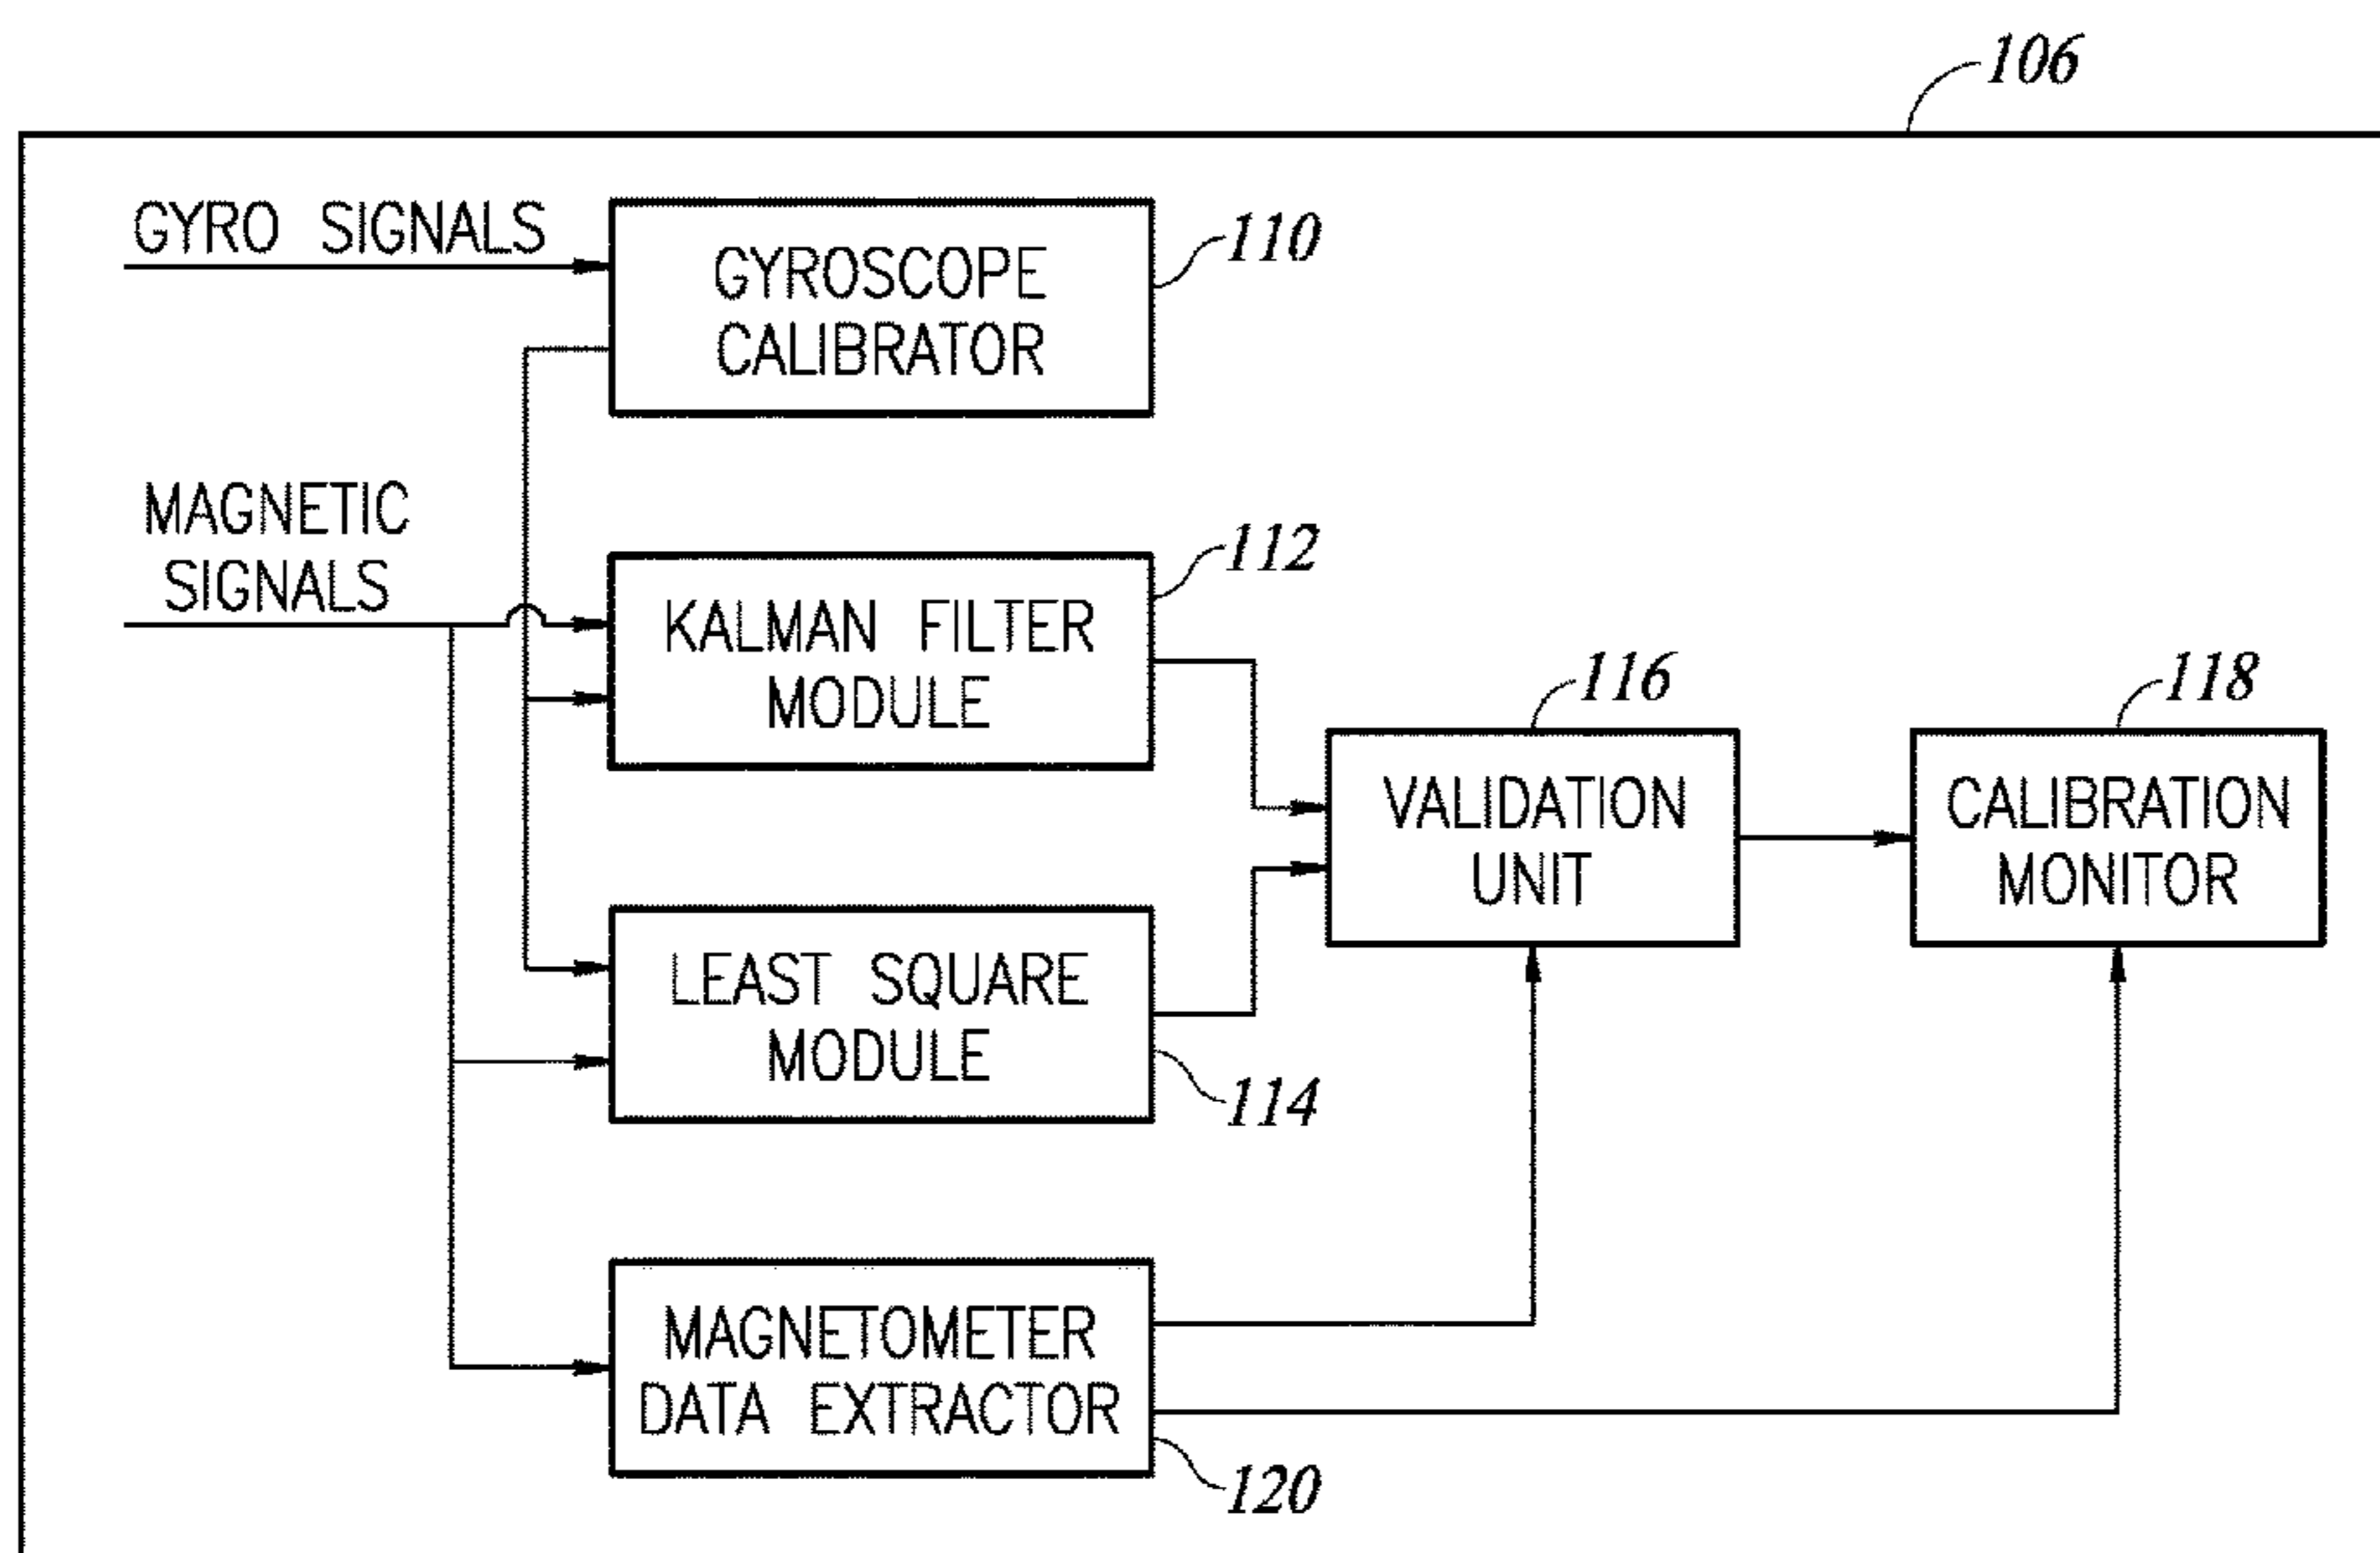 106
GYRO SIGNALS
GYROSCOPE
CALIBRATOR
110
MAGNETIC
SIGNALS
KALMAN FILTER
MODULE
112
LEAST SQUARE
MODULE
114
VALIDATION
UNIT
116
CALIBRATION
MONITOR
118
MAGNETOMETER
DATA EXTRACTOR
120